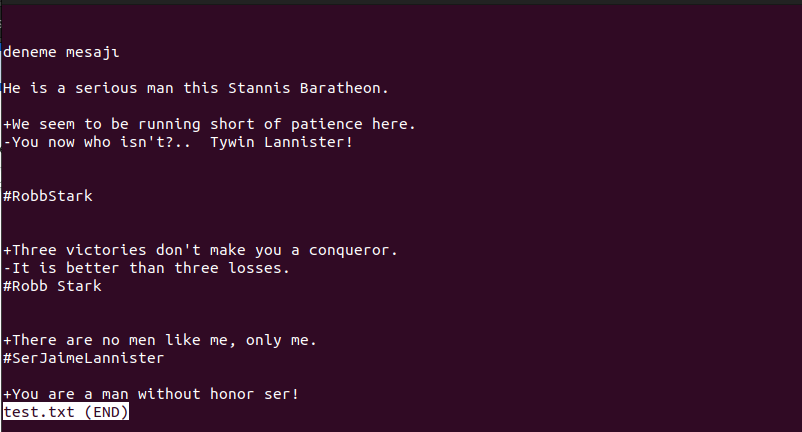 deneme mesajı
He is a serious man this Stannis Baratheon.
+We seem to be running short of patience here.
-You now who isn't?..  Tywin Lannister!
#RobbStark
+Three victories don't make you a conqueror.
-It is better than three losses.
#Robb Stark
+There are no men like me, only me.
#SerJaimeLannister
+You are a man without honor ser!
test.txt (END)